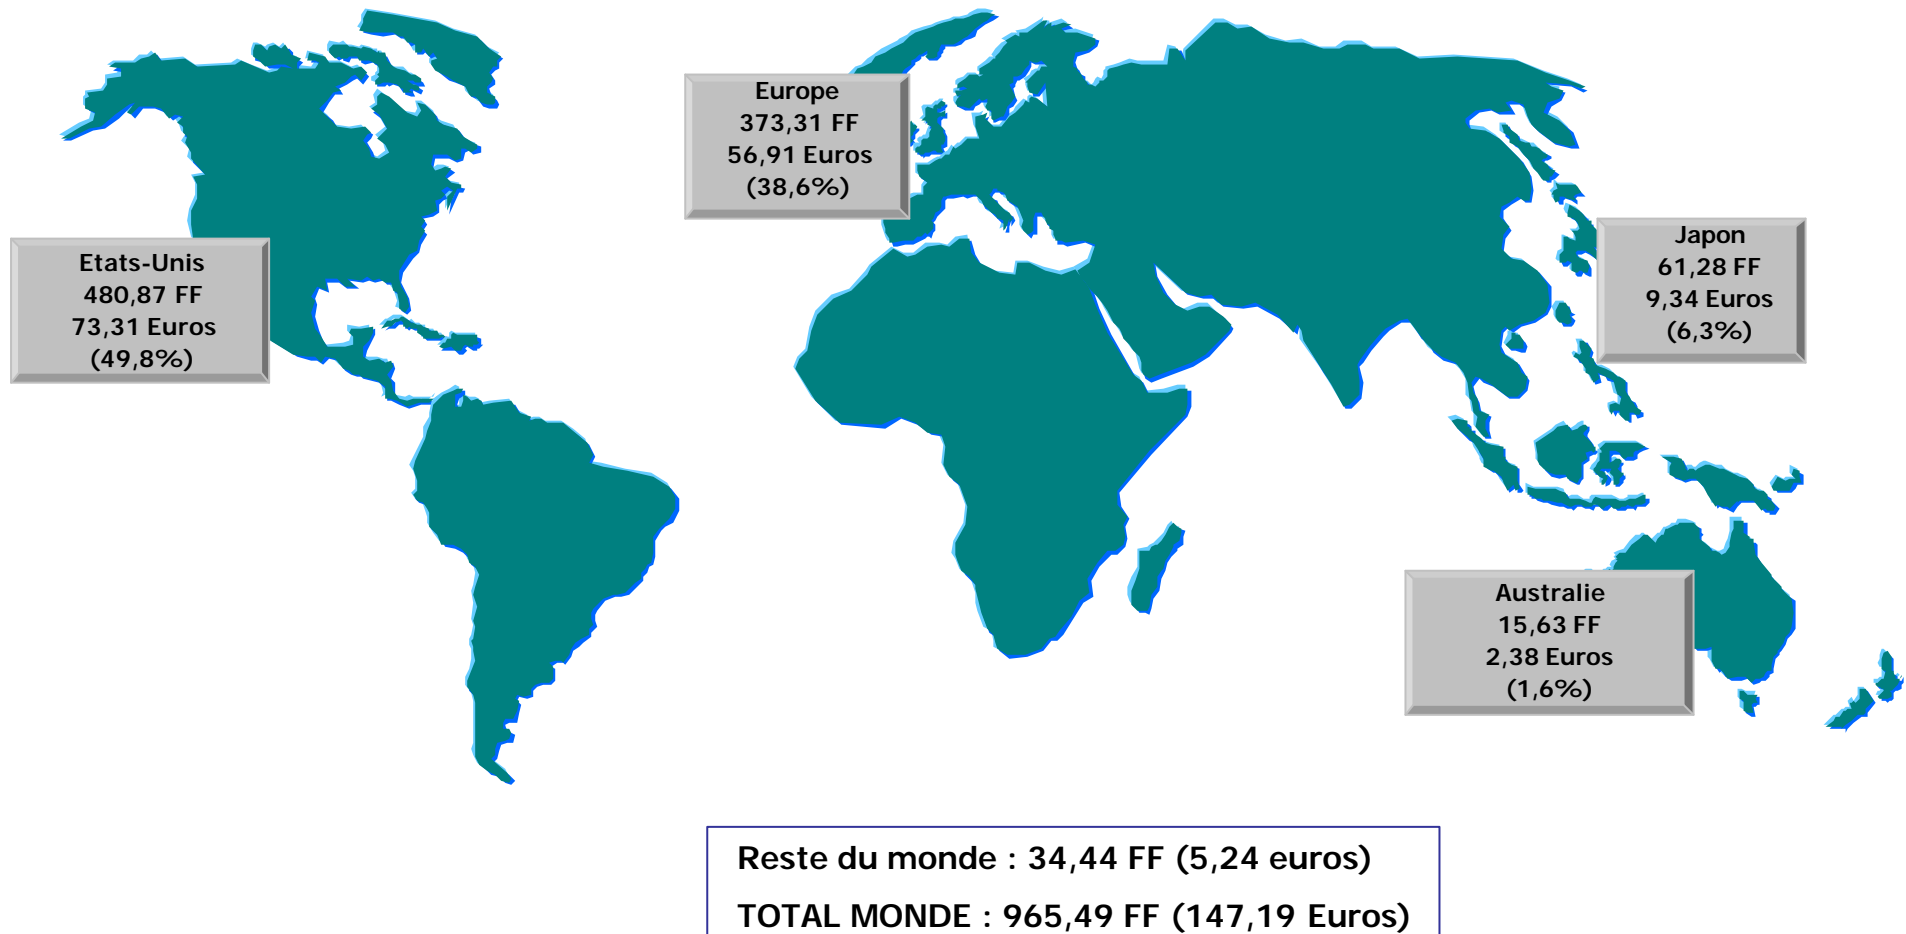 Europe
373,31 FF
56,91 Euros
(38,6%)
Etats-Unis
480,87 FF
73,31 Euros
(49,8%)
Japon
61,28 FF
9,34 Euros
(6,3%)
Australie
15,63 FF
2,38 Euros
(1,6%)
Reste du monde : 34,44 FF (5,24 euros)
TOTAL MONDE : 965,49 FF (147,19 Euros)